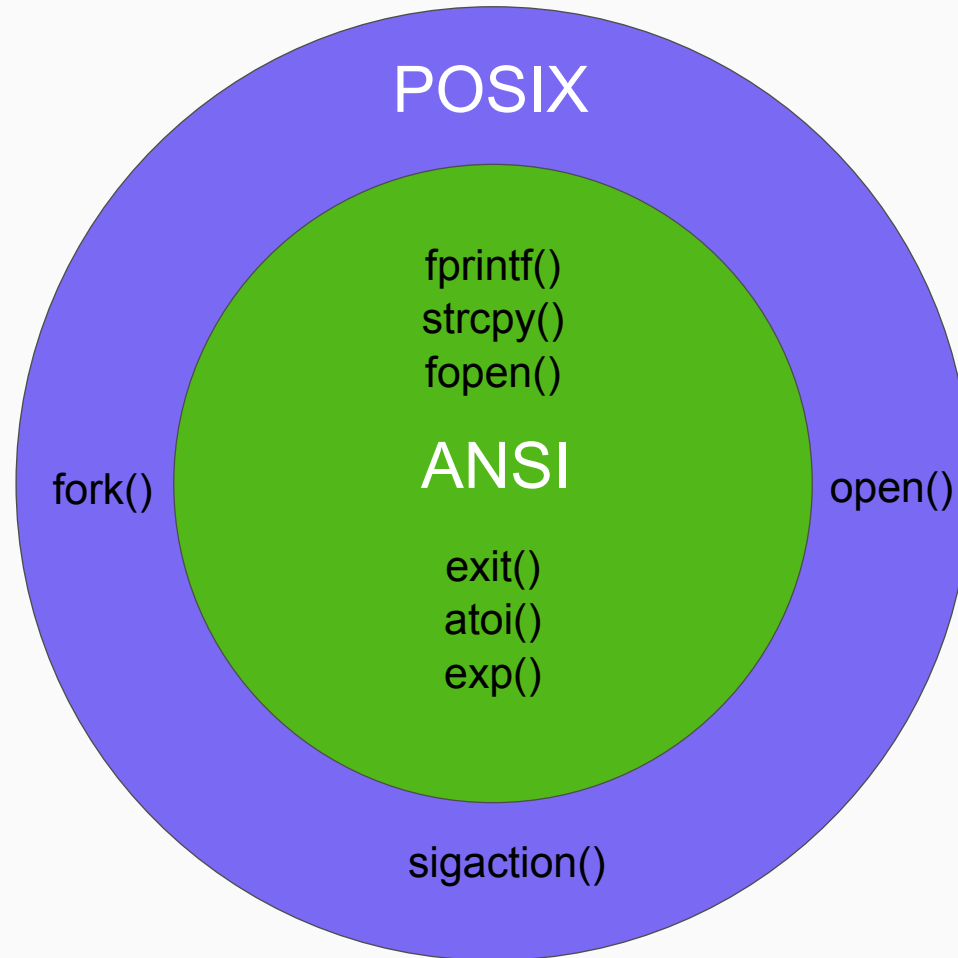 POSIX
fprintf()
strcpy()
fopen()
ANSI
fork()
open()
exit()
atoi()
exp()
sigaction()